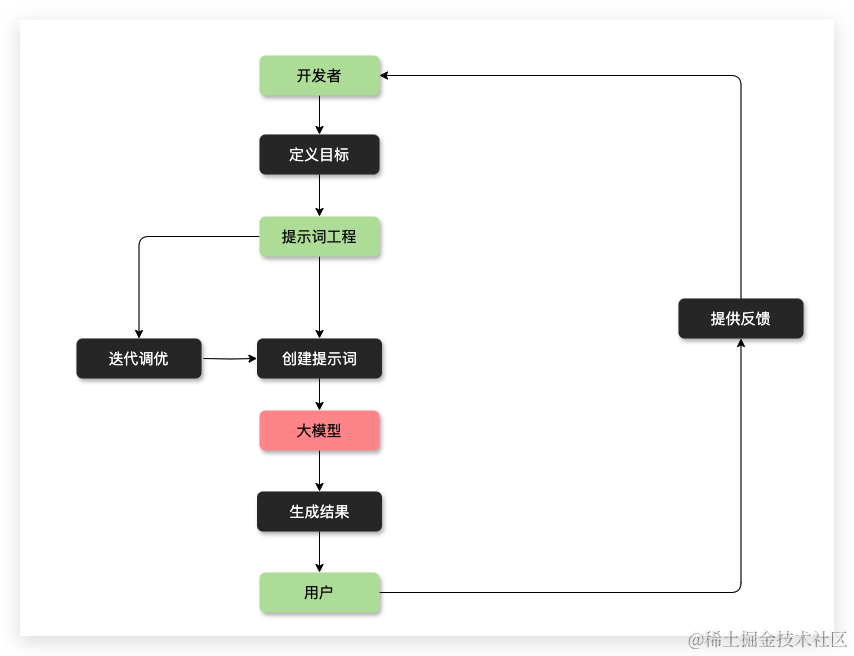 开发者
定义目标
提示词工程
提供反馈
迭代调优
创建提示词
大模型
生成结果
用户
@稀土掘金技术社区